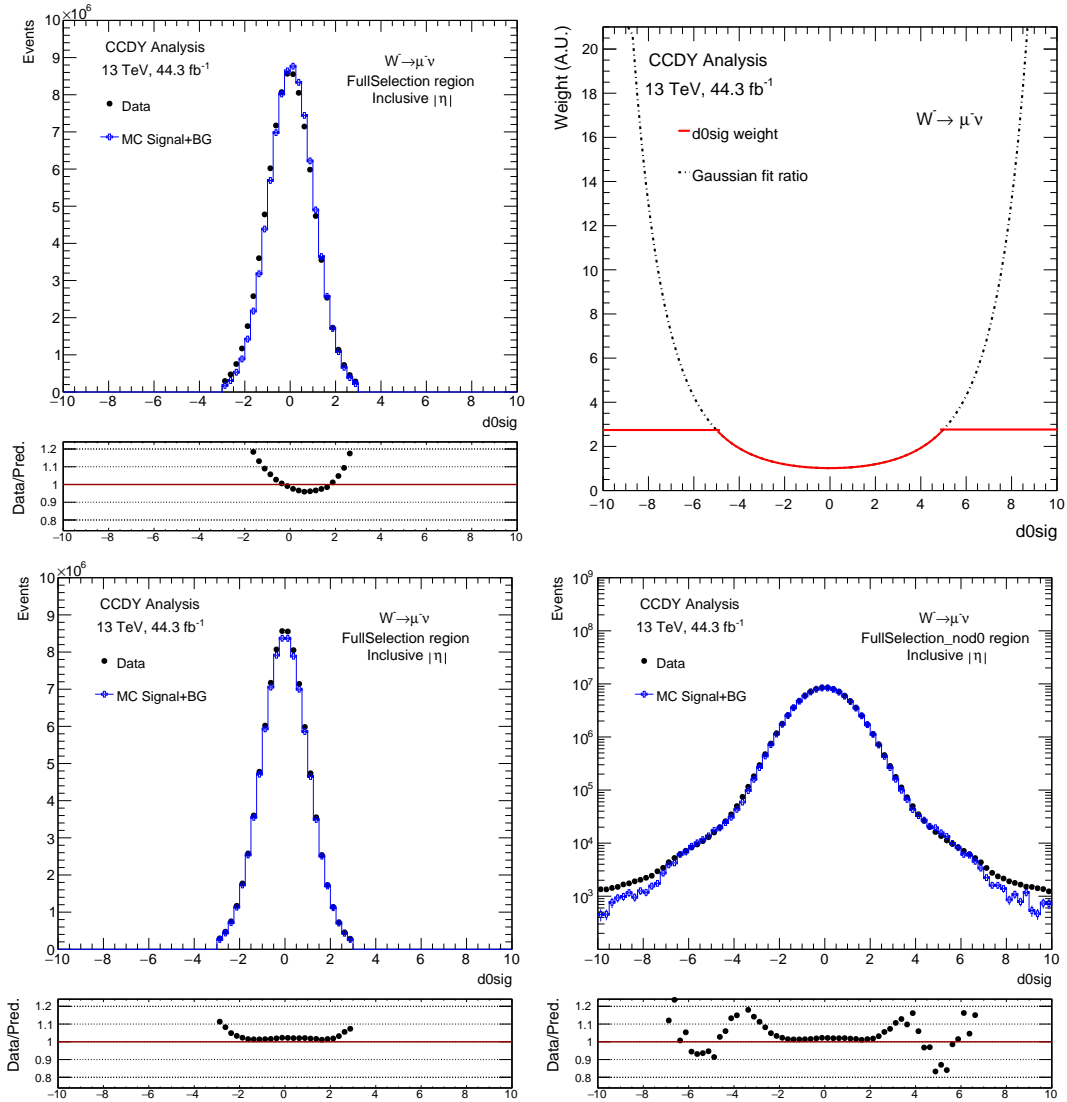 Events
×10⁶
10
9
8
7
6
5
4
3
2
1
0
CCDY Analysis
13 TeV, 44.3 fb⁻¹
Data
MC Signal+BG
W⁻→μ⁻ν
FullSelection region
Inclusive |η|
−10 −8 −6 −4 −2 0 2 4 6 8 10
d0sig
Data/Pred.
1.2
1.1
1
0.9
0.8
−10 −8 −6 −4 −2 0 2 4 6 8 10
Weight (A.U.)
20
18
16
14
12
10
8
6
4
2
0
CCDY Analysis
13 TeV, 44.3 fb⁻¹
W⁻→ μ⁻ν
d0sig weight
Gaussian fit ratio
−10 −8 −6 −4 −2 0 2 4 6 8 10
d0sig
Events
×10⁶
10
9
8
7
6
5
4
3
2
1
0
CCDY Analysis
13 TeV, 44.3 fb⁻¹
Data
MC Signal+BG
W⁻→μ⁻ν
FullSelection region
Inclusive |η|
−10 −8 −6 −4 −2 0 2 4 6 8 10
d0sig
Data/Pred.
1.2
1.1
1
0.9
0.8
−10 −8 −6 −4 −2 0 2 4 6 8 10
Events
10⁹
10⁸
10⁷
10⁶
10⁵
10⁴
10³
CCDY Analysis
13 TeV, 44.3 fb⁻¹
Data
MC Signal+BG
W⁻→μ⁻ν
FullSelection_nod0 region
Inclusive |η|
−10 −8 −6 −4 −2 0 2 4 6 8 10
d0sig
Data/Pred.
1.2
1.1
1
0.9
0.8
−10 −8 −6 −4 −2 0 2 4 6 8 10